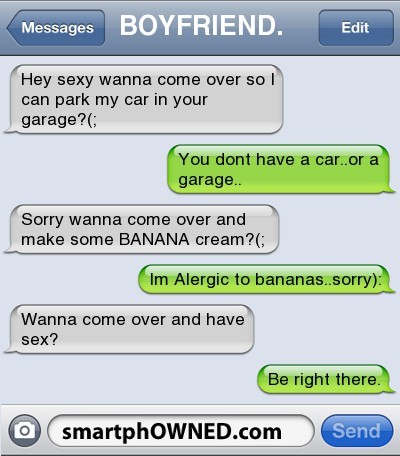 Messages
BOYFRIEND.
Edit
Hey sexy wanna come over so I
can park my car in your
garage?(;
You dont have a car..or a
garage..
Sorry wanna come over and
make some BANANA cream?(;
Im Alergic to bananas..sorry):
Wanna come over and have
sex?
Be right there.
smartphOWNED.com
Send